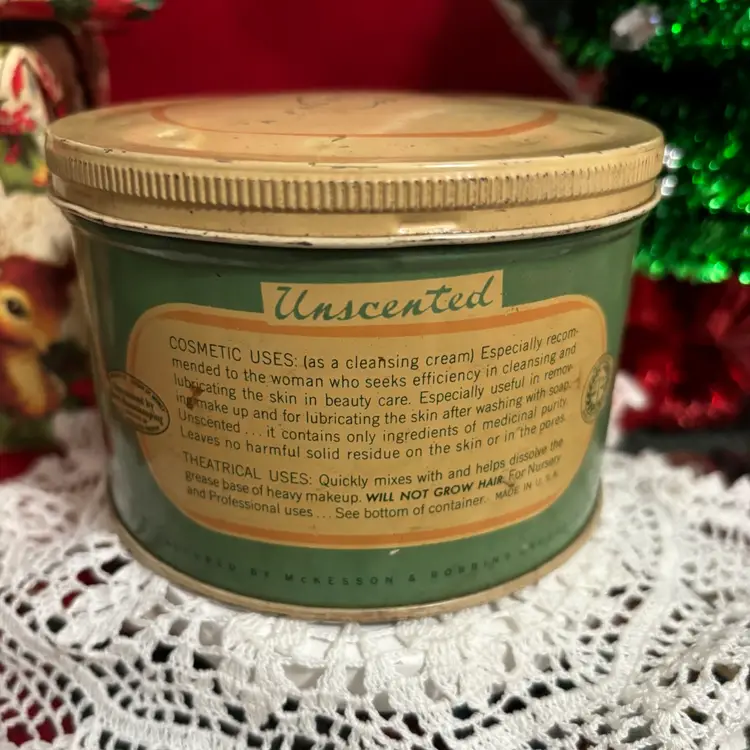 Unscented
COSMETIC USES: (as a cleansing cream) Especially recom-
mended to the woman who seeks efficiency in cleansing and
lubricating the skin in beauty care. Especially useful in remov-
ing make up and for lubricating the skin after washing with soap.
Unscented ... it contains only ingredients of medicinal purity.
Leaves no harmful solid residue on the skin or in the pores.
THEATRICAL USES: Quickly mixes with and helps dissolve the
grease base of heavy makeup. WILL NOT GROW HAIR. For Nursery
and Professional uses ... See bottom of container. MADE IN U.S.A.
BY McKESSON & ROBBINS